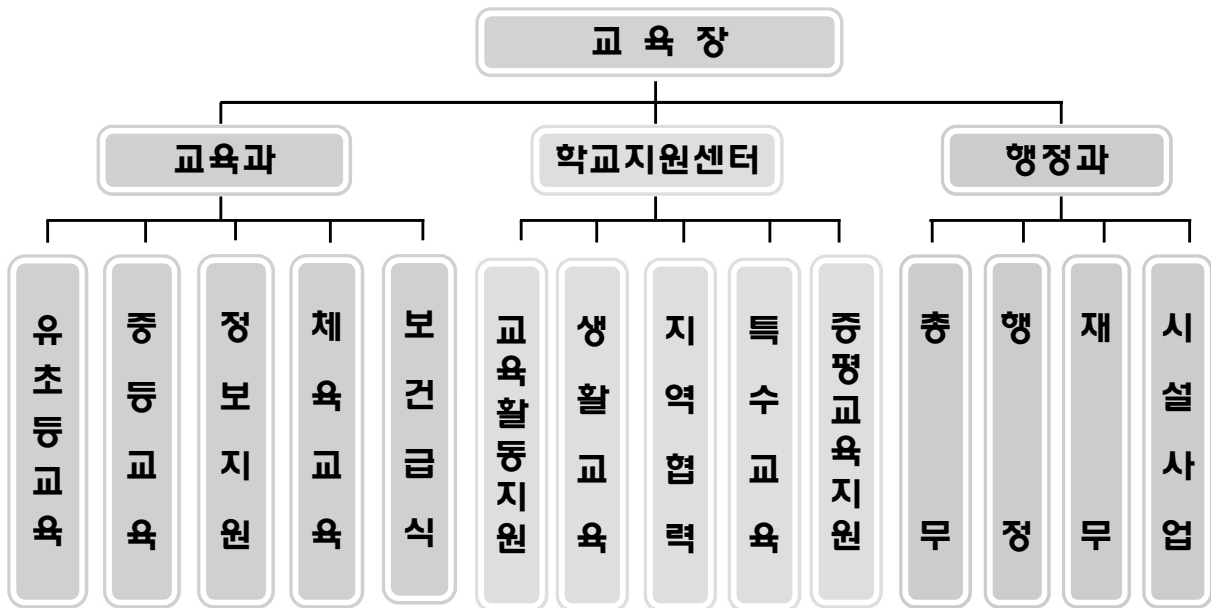 교 육 장
교육과
학교지원센터
행정과
유초등교육
중등교육
정보지원
체육교육
보건급식
교육활동지원
생활교육
지역협력
특수교육
증평교육지원
총무
행정
재무
시설사업